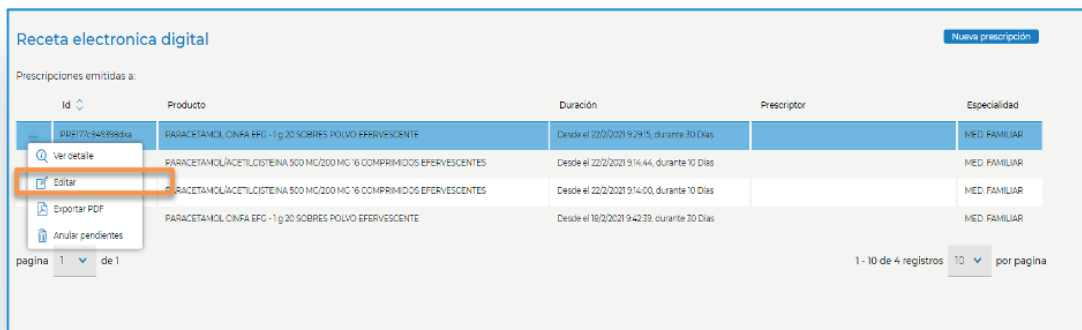 Receta electronica digital
Nueva prescripción
Prescripciones emitidas a:
Id Producto Duración Prescriptor Especialidad
... PRE177c949398dxa PARACETAMOL CINFA EFG - 1 g 20 SOBRES POLVO EFERVESCENTE Desde el 22/2/2021 9:29:15, durante 30 Días MED. FAMILIAR
Ver detalle
PARACETAMOL/ACETILCISTEINA 500 MG/200 MG 16 COMPRIMIDOS EFERVESCENTES Desde el 22/2/2021 9:14:44, durante 10 Días MED. FAMILIAR
Editar
PARACETAMOL/ACETILCISTEINA 500 MG/200 MG 16 COMPRIMIDOS EFERVESCENTES Desde el 22/2/2021 9:14:00, durante 10 Días MED. FAMILIAR
Exportar PDF
PARACETAMOL CINFA EFG - 1 g 20 SOBRES POLVO EFERVESCENTE Desde el 18/2/2021 9:42:39, durante 30 Días MED. FAMILIAR
Anular pendientes
pagina 1 de 1 1 - 10 de 4 registros 10 por pagina